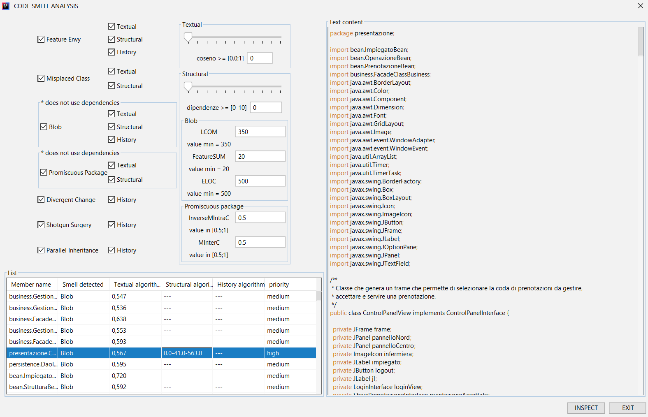 CODE SMELL ANALYSIS
Feature Envy
Textual
Structural
History
Misplaced Class
Textual
Structural
* does not use dependencies
Blob
Textual
Structural
History
* does not use dependencies
Promiscuous Package
Textual
Structural
Divergent Change
History
Shotgun Surgery
History
Parallel Inheritance
History
Textual
coseno >= [0.0;1] 0
Structural
dipendenze >= [0-10] 0
Blob
LCOM 350
value min = 350
FeatureSUM 20
value min = 20
ELOC 500
value min = 500
Promiscuous package
InverseMIntraC 0.5
value in [0.5;1]
MInterC 0.5
value in [0.5;1]
List
Member name Smell detected Textual algorith... Structural algori... History algorithm priority
business.Gestion... Blob 0,547 --- --- medium
business.Gestion... Blob 0,536 --- --- medium
business.Facade... Blob 0,638 --- --- medium
business.Gestion... Blob 0,553 --- --- medium
business.Facade... Blob 0,593 --- --- medium
presentazione.C... Blob 0,567 --- high
persistence.Daol... Blob 0,595 --- --- medium
bean.Impiegato... Blob 0,720 --- --- medium
bean.StrutturaBe... Blob 0,592 --- --- medium
Text content
package presentazione;
import bean.ImpiegatoBean;
import bean.OperazioneBean;
import bean.PrenotazioneBean;
import business.FacadeClassBusiness
import java.awt.BorderLayout;
import java.awt.Color;
import java.awt.Component;
import java.awt.Dimension;
import java.awt.Font;
import java.awt.GridLayout;
import java.awt.Image;
import java.awt.event.WindowAdapter;
import java.awt.event.WindowEvent;
import java.util.ArrayList;
import java.util.Timer;
import java.util.TimerTask;
import javax.swing.BorderFactory;
import javax.swing.Box;
import javax.swing.BoxLayout;
import javax.swing.Icon;
import javax.swing.ImageIcon;
import javax.swing.JButton;
import javax.swing.JFrame;
import javax.swing.JLabel;
import javax.swing.JOptionPane;
import javax.swing.JPanel;
import javax.swing.JTextField;
/**
* Classe che genera un frame che permette di selezionare la coda di prenotazioni da gestire.
* accettare e servire una prenotazione.
*/
public class ControlPanelView implements ControlPanelInterface {
private JFrame frame;
private JPanel pannelloNord;
private JPanel pannelloCentro;
private ImageIcon infermiera;
private JLabel impiegato;
private JButton logout;
private JLabel jl;
private LoginInterface loginView;
INSPECT
EXIT